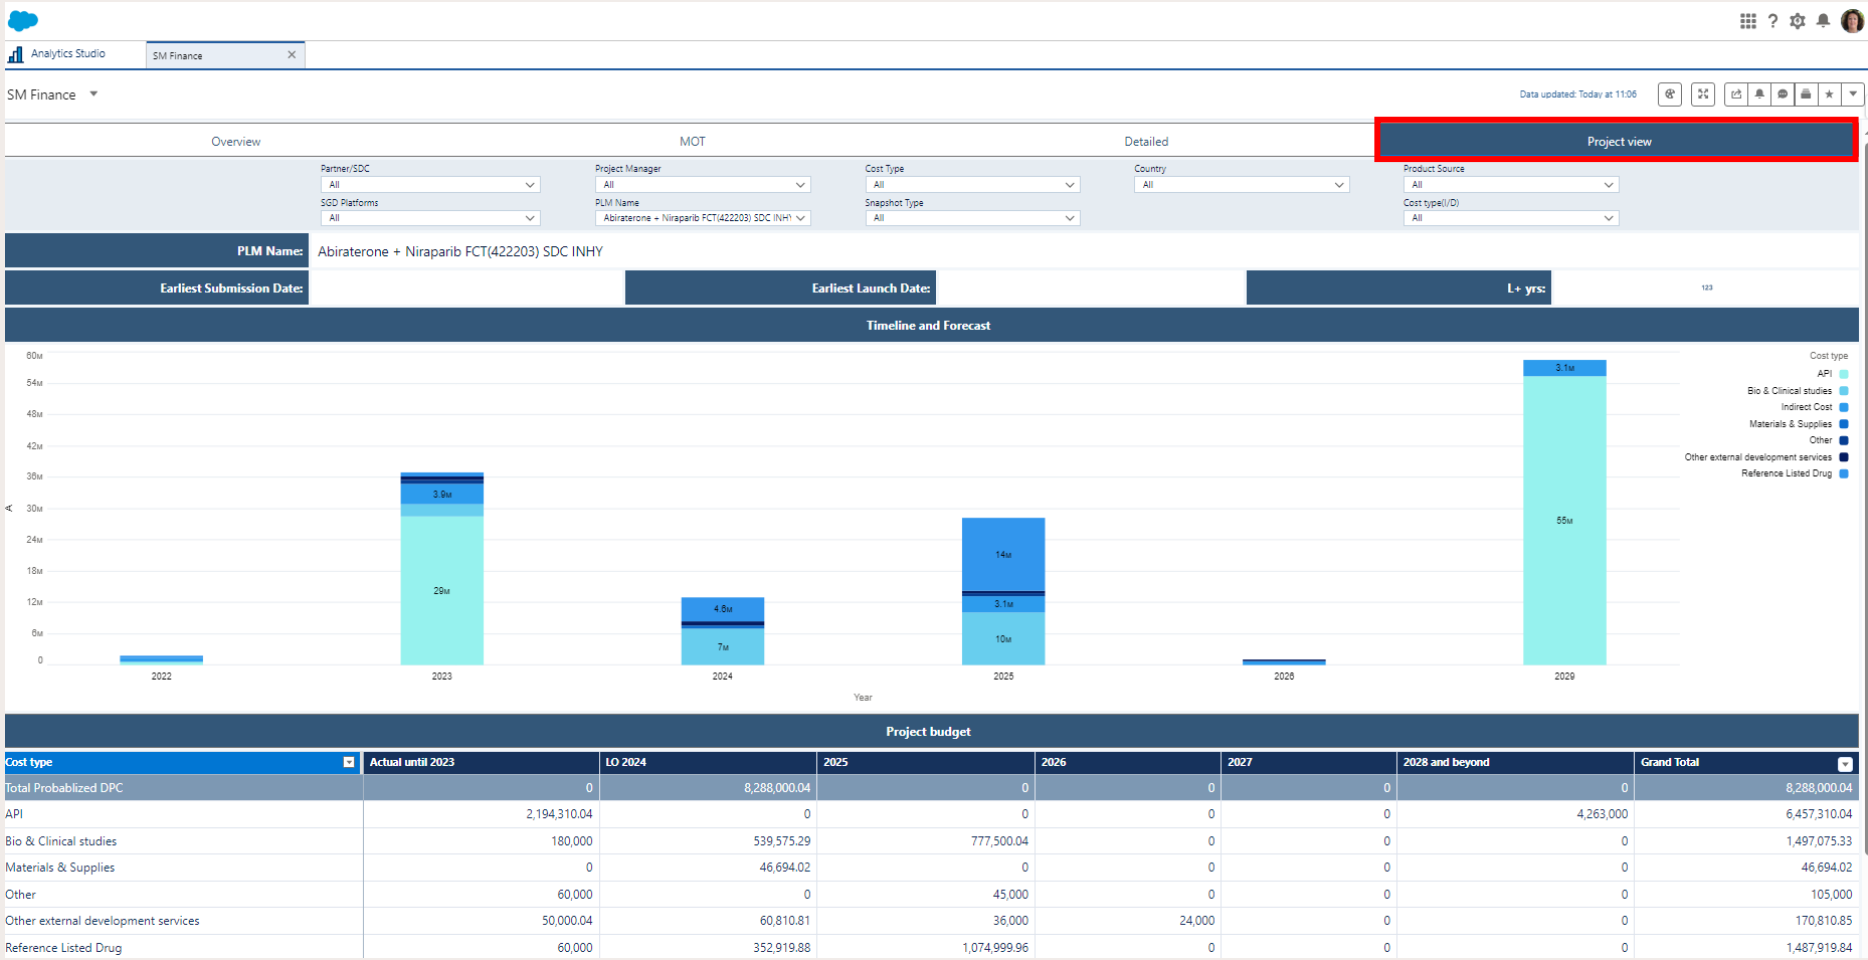 Analytics Studio
SM Finance
SM Finance
Data updated: Today at 11:06
Overview MOT Detailed Project view
Partner/SDC Project Manager Cost Type Country Product Source
All All All All All
SGD Platforms PLM Name Snapshot Type Cost type(I/D)
All Abiraterone + Niraparib FCT(422203) SDC INHY All All
PLM Name: Abiraterone + Niraparib FCT(422203) SDC INHY
Earliest Submission Date: Earliest Launch Date: L+ yrs: 123
Timeline and Forecast
60M
54M
48M
42M
36M
30M
24M
18M
12M
6M
0
A
3.9M
29M
4.6M
7M
14M
3.1M
10M
3.1M
55M
2022 2023 2024 2025 2026 2029
Year
Cost type
API
Bio & Clinical studies
Indirect Cost
Materials & Supplies
Other
Other external development services
Reference Listed Drug
Project budget
Cost type Actual until 2023 LO 2024 2025 2026 2027 2028 and beyond Grand Total
Total Probablized DPC 0 8,288,000.04 0 0 0 0 8,288,000.04
API 2,194,310.04 0 0 0 0 4,263,000 6,457,310.04
Bio & Clinical studies 180,000 539,575.29 777,500.04 0 0 0 1,497,075.33
Materials & Supplies 0 46,694.02 0 0 0 0 46,694.02
Other 60,000 0 45,000 0 0 0 105,000
Other external development services 50,000.04 60,810.81 36,000 24,000 0 0 170,810.85
Reference Listed Drug 60,000 352,919.88 1,074,999.96 0 0 0 1,487,919.84